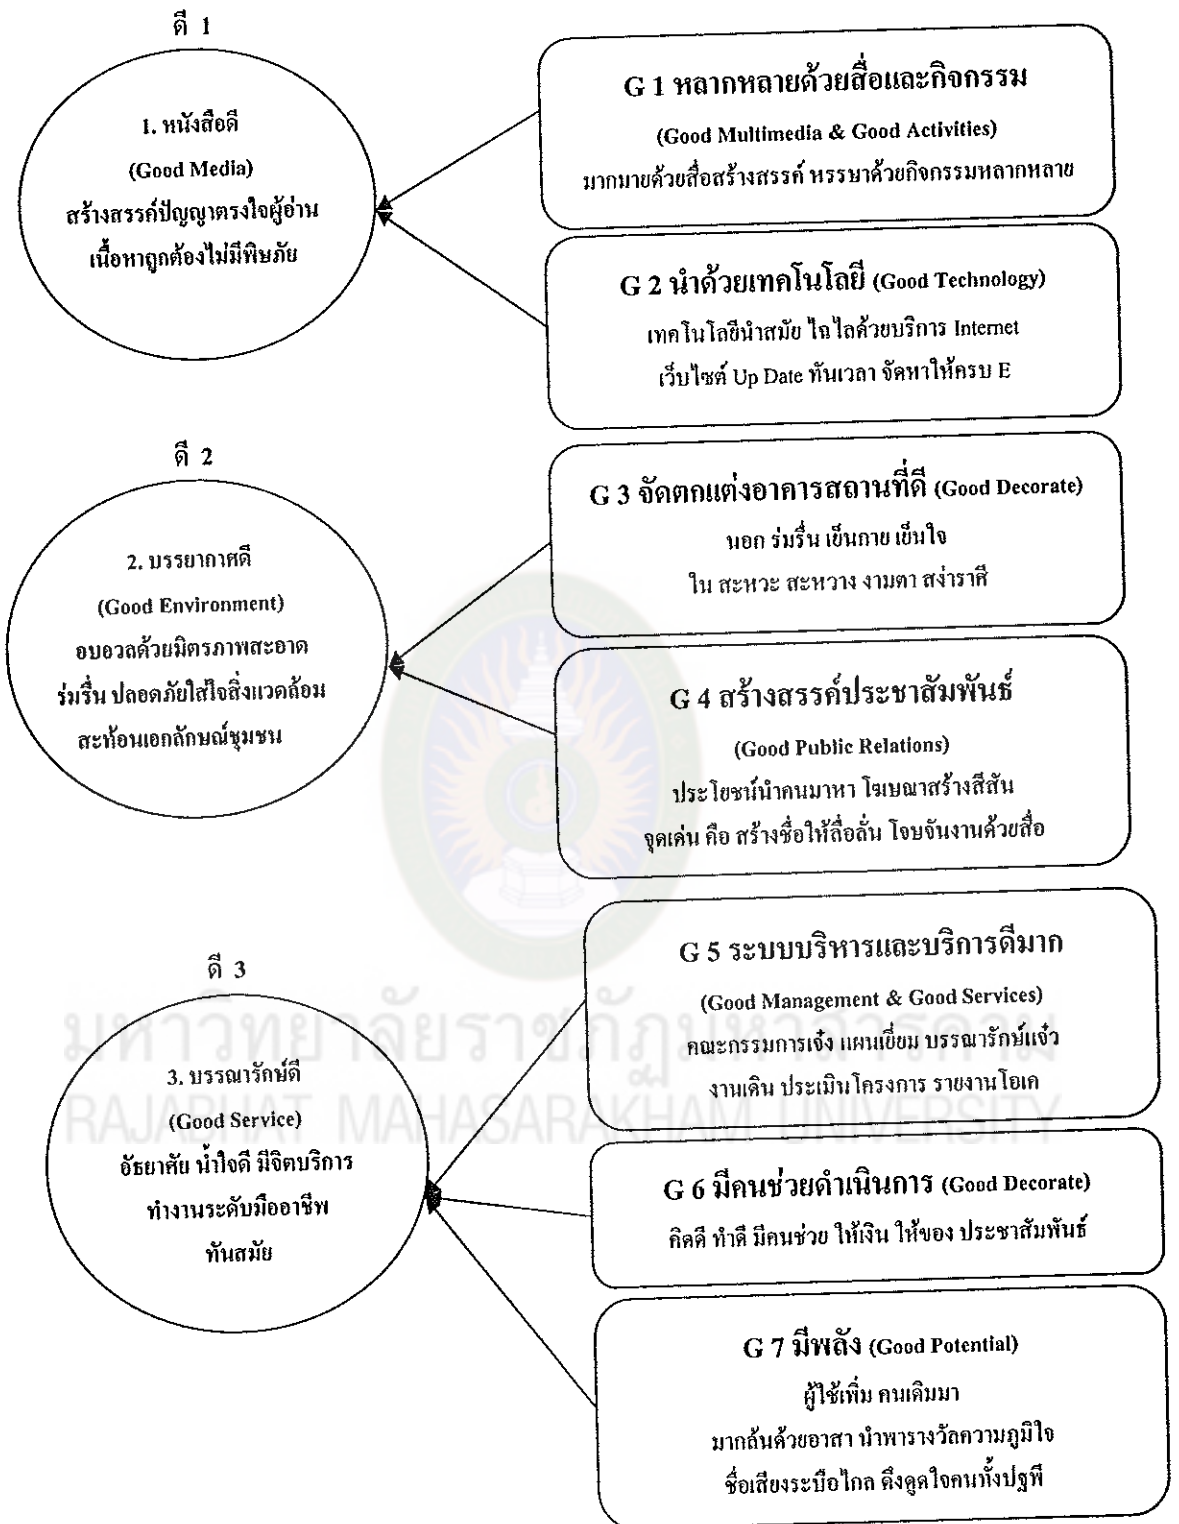 ดี 1
1. หนังสือดี
(Good Media)
สร้างสรรค์ปัญญาตรงใจผู้อ่าน
เนื้อหาถูกต้องไม่มีพิษภัย
G 1 หลากหลายด้วยสื่อและกิจกรรม
(Good Multimedia & Good Activities)
มากมายด้วยสื่อสร้างสรรค์ หรรษาด้วยกิจกรรมหลากหลาย
G 2 นำด้วยเทคโนโลยี (Good Technology)
เทคโนโลยีนำสมัย ไฉไลด้วยบริการ Internet
เว็บไซต์ Up Date ทันเวลา จัดหาให้ครบ E
ดี 2
2. บรรยากาศดี
(Good Environment)
อบอวลด้วยมิตรภาพสะอาด
ร่มรื่น ปลอดภัยใส่ใจสิ่งแวดล้อม
สะท้อนเอกลักษณ์ชุมชน
G 3 จัดตกแต่งอาคารสถานที่ดี (Good Decorate)
นอก ร่มรื่น เย็นกาย เย็นใจ
ใน สะหวะ สะหวาง งามตา สง่าราศี
G 4 สร้างสรรค์ประชาสัมพันธ์
(Good Public Relations)
ประโยชน์นำคนมาหา โฆษณาสร้างสีสัน
จุดเด่น คือ สร้างชื่อให้ลือลั่น โจษจันงานด้วยสื่อ
ดี 3
3. บรรณารักษ์ดี
(Good Service)
อัธยาศัย น้ำใจดี มีจิตบริการ
ทำงานระดับมืออาชีพ
ทันสมัย
G 5 ระบบบริหารและบริการดีมาก
(Good Management & Good Services)
คณะกรรมการเจ๋ง แผนเยี่ยม บรรณารักษ์แจ๋ว
งานเดิน ประเมินโครงการ รายงานโอเค
G 6 มีคนช่วยดำเนินการ (Good Decorate)
คิดดี ทำดี มีคนช่วย ให้เงิน ให้ของ ประชาสัมพันธ์
G 7 มีพลัง (Good Potential)
ผู้ใช้เพิ่ม คนเดิมมา
มากล้นด้วยอาสา นำพารางวัลความภูมิใจ
ชื่อเสียงระบือไกล ดึงดูดใจคนทั้งปฐพี
มหาวิทยาลัยราชภัฏมหาสารคาม
RAJABHAT MAHASARAKHAM UNIVERSITY